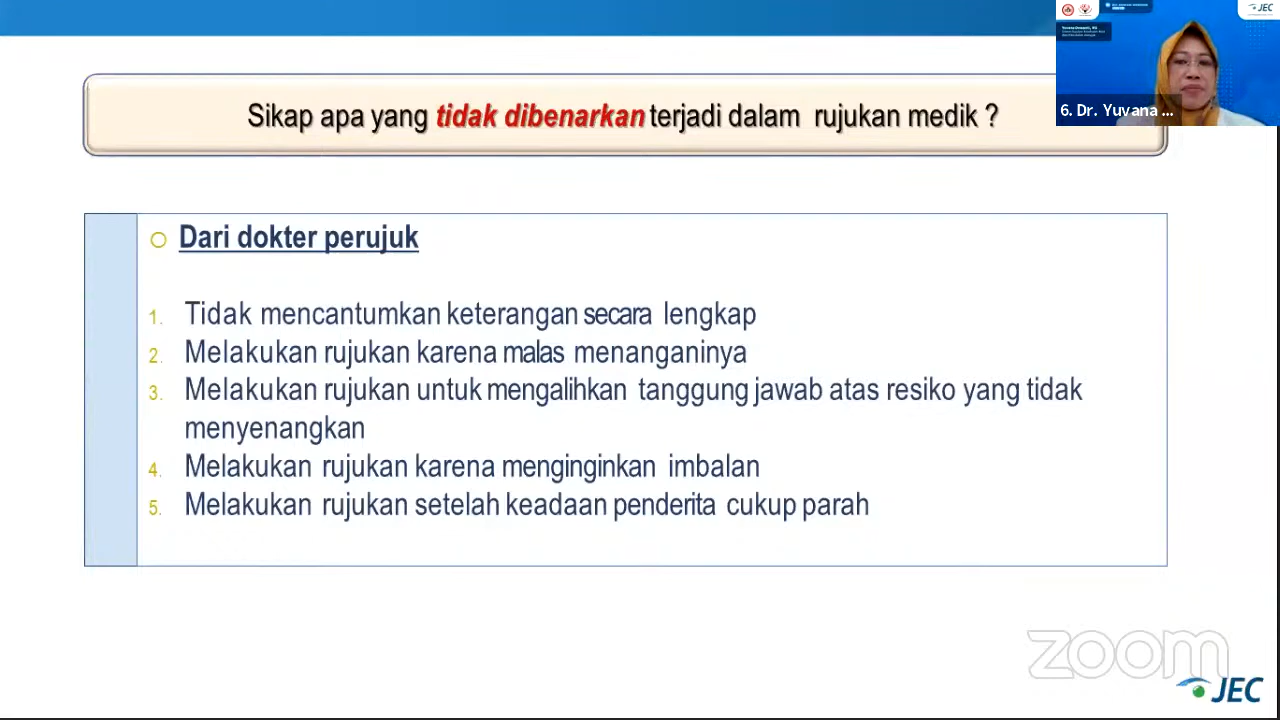 JEC
6. Dr. Yuvana ...
Sikap apa yang tidak dibenarkan terjadi dalam rujukan medik ?
Dari dokter perujuk
1. Tidak mencantumkan keterangan secara lengkap
2. Melakukan rujukan karena malas menanganinya
3. Melakukan rujukan untuk mengalihkan tanggung jawab atas resiko yang tidak
menyenangkan
4. Melakukan rujukan karena menginginkan imbalan
5. Melakukan rujukan setelah keadaan penderita cukup parah
zoom
JEC